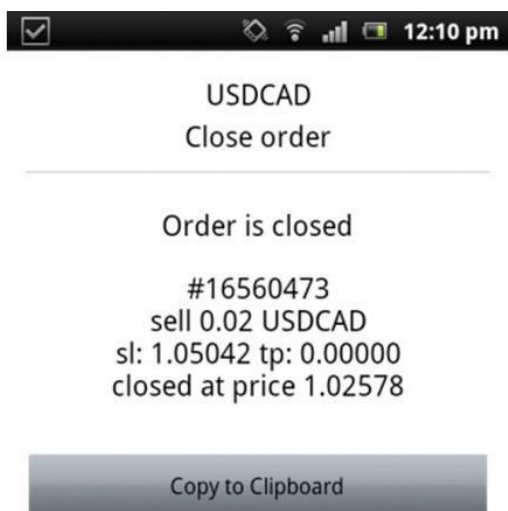 12:10 pm
USDCAD
Close order
Order is closed
#16560473
sell 0.02 USDCAD
sl: 1.05042 tp: 0.00000
closed at price 1.02578
Copy to Clipboard